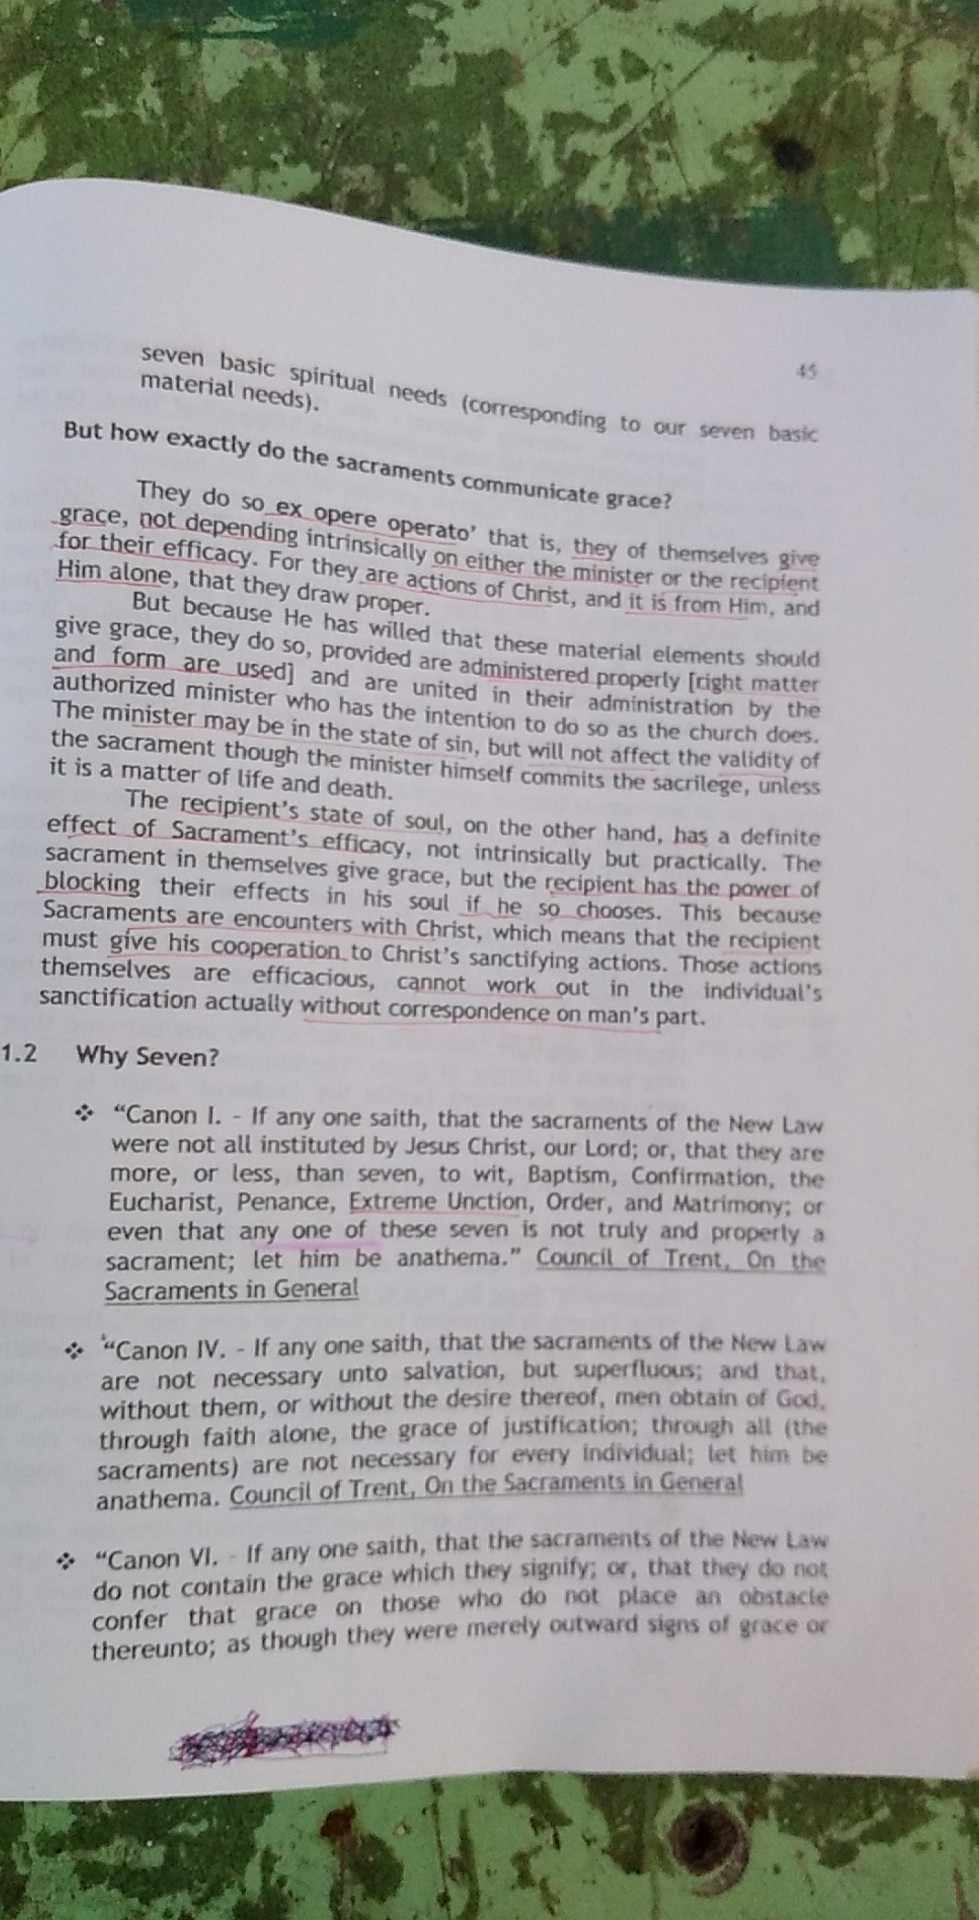 45
seven basic spiritual needs (corresponding to our seven basic
material needs).
But how exactly do the sacraments communicate grace?
They do so ex opere operato’ that is, they of themselves give
grace, not depending intrinsically on either the minister or the recipient
for their efficacy. For they are actions of Christ, and it is from Him, and
Him alone, that they draw proper.
But because He has willed that these material elements should
give grace, they do so, provided are administered properly [right matter
and form are used] and are united in their administration by the
authorized minister who has the intention to do so as the church does.
The minister may be in the state of sin, but will not affect the validity of
the sacrament though the minister himself commits the sacrilege, unless
it is a matter of life and death.
The recipient’s state of soul, on the other hand, has a definite
effect of Sacrament’s efficacy, not intrinsically but practically. The
sacrament in themselves give grace, but the recipient has the power of
blocking their effects in his soul if he so chooses. This because
Sacraments are encounters with Christ, which means that the recipient
must give his cooperation to Christ’s sanctifying actions. Those actions
themselves are efficacious, cannot work out in the individual’s
sanctification actually without correspondence on man’s part.
1.2 Why Seven?
❖ “Canon I. - If any one saith, that the sacraments of the New Law
were not all instituted by Jesus Christ, our Lord; or, that they are
more, or less, than seven, to wit, Baptism, Confirmation, the
Eucharist, Penance, Extreme Unction, Order, and Matrimony; or
even that any one of these seven is not truly and properly a
sacrament; let him be anathema.” Council of Trent, On the
Sacraments in General
❖ “Canon IV. - If any one saith, that the sacraments of the New Law
are not necessary unto salvation, but superfluous; and that,
without them, or without the desire thereof, men obtain of God,
through faith alone, the grace of justification; through all (the
sacraments) are not necessary for every individual; let him be
anathema. Council of Trent, On the Sacraments in General
❖ “Canon VI. - If any one saith, that the sacraments of the New Law
do not contain the grace which they signify; or, that they do not
confer that grace on those who do not place an obstacle
thereunto; as though they were merely outward signs of grace or